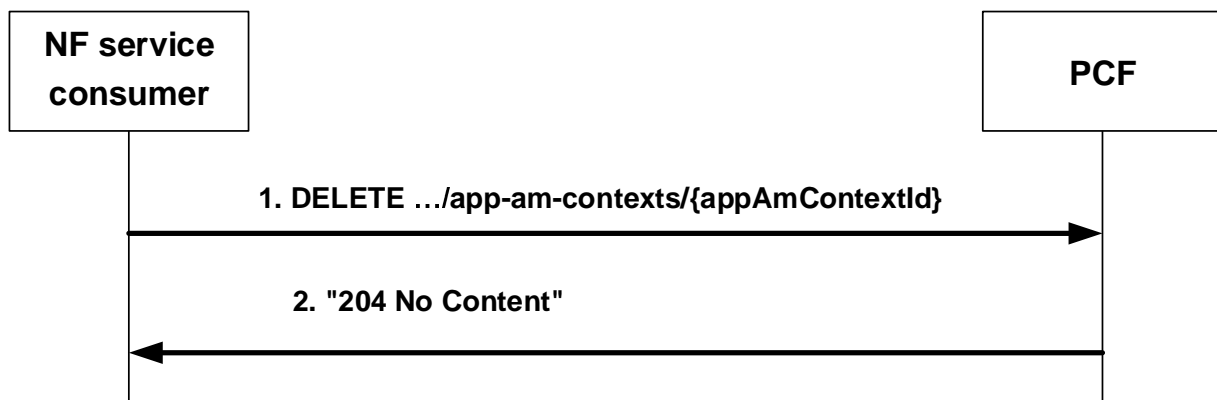 NF service
consumer
PCF
1. DELETE …/app-am-contexts/{appAmContextId}
2. "204 No Content"